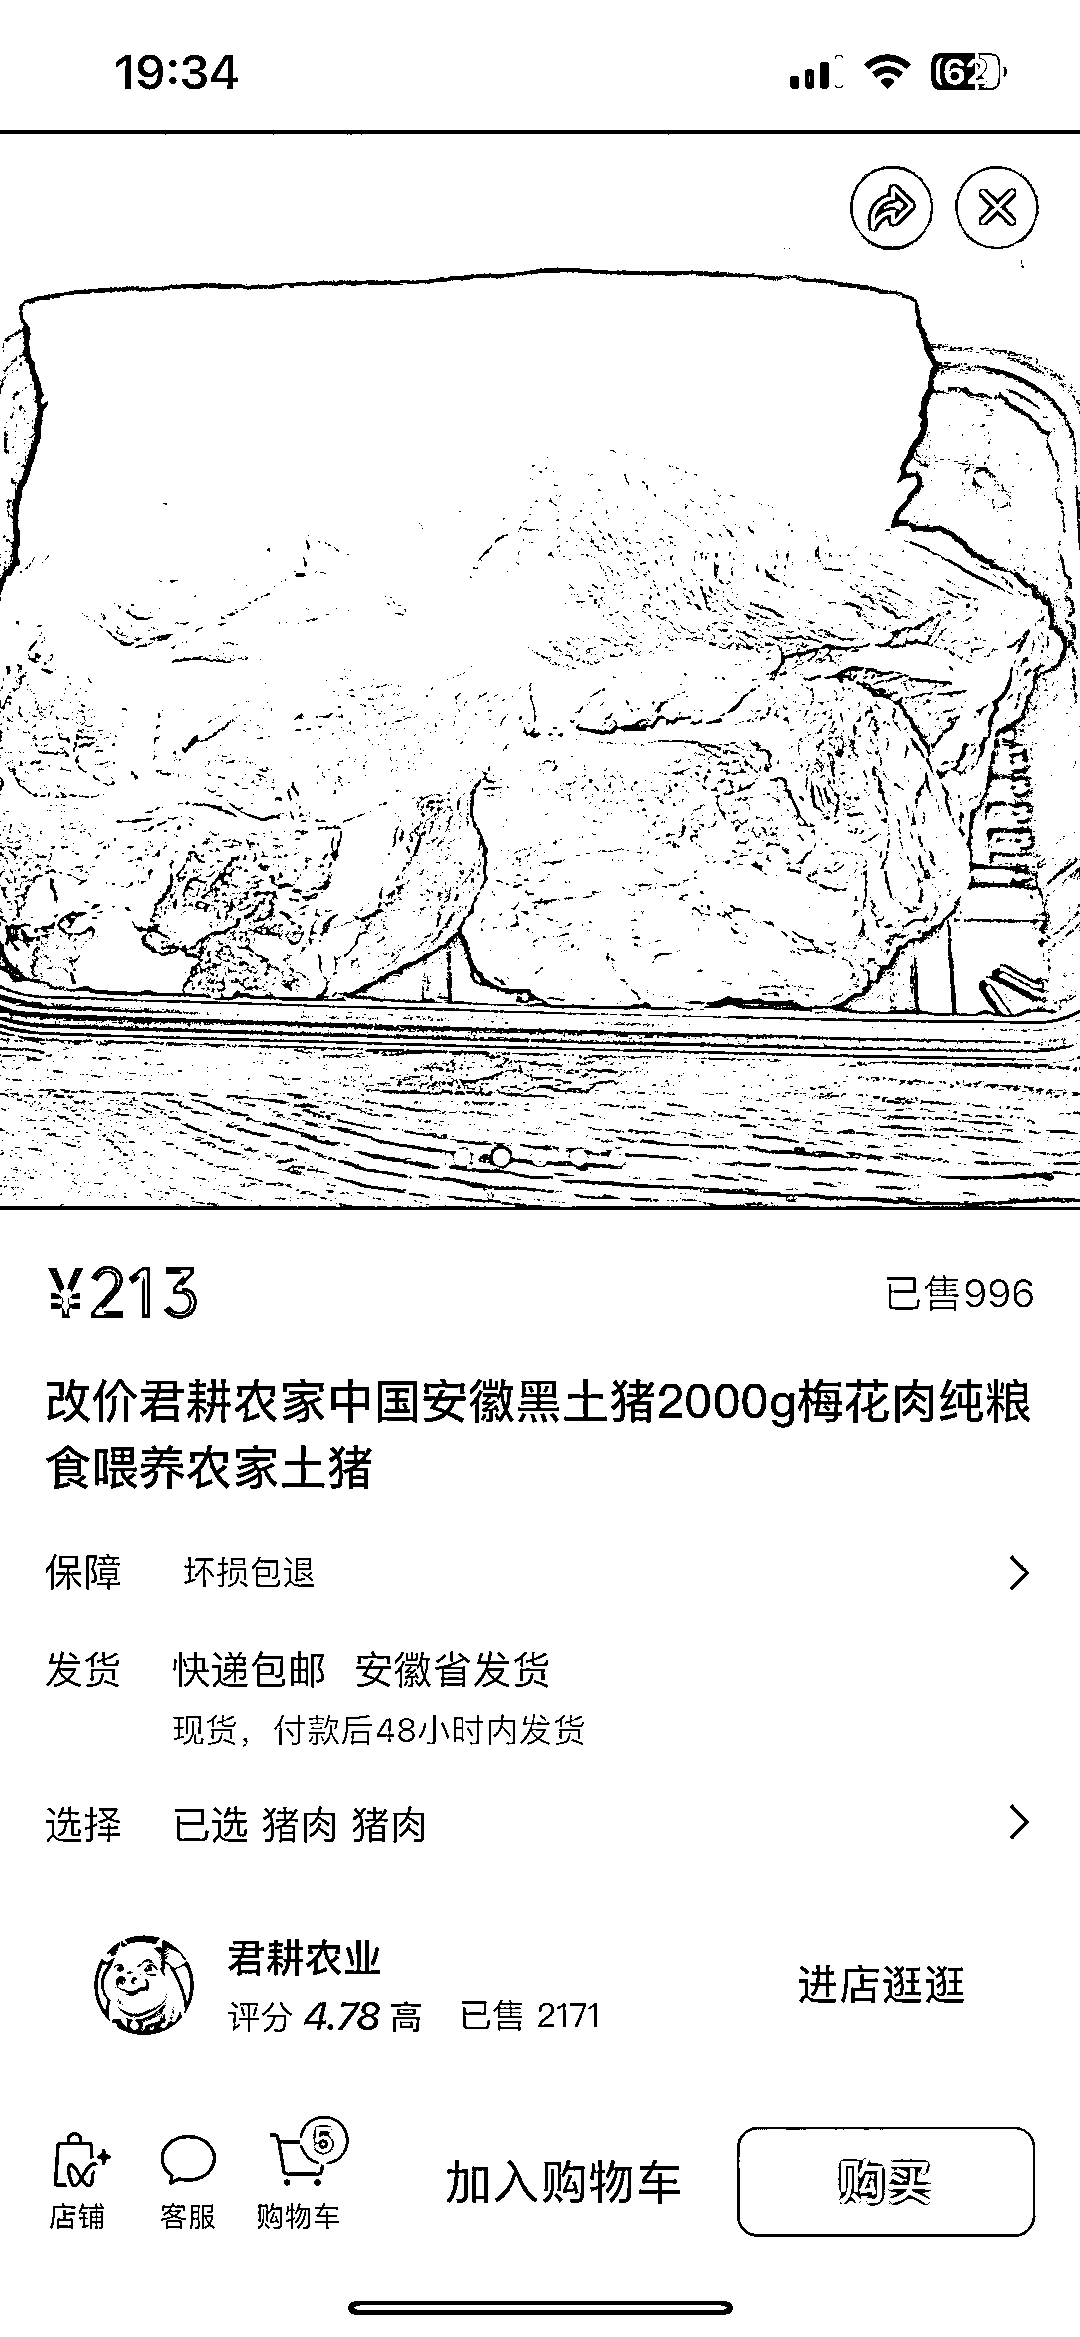 19:34
62
¥213
已售996
改价君耕农家中国安徽黑土猪2000g梅花肉纯粮
食喂养农家土猪
保障 坏损包退
发货 快递包邮 安徽省发货
现货，付款后48小时内发货
选择 已选 猪肉 猪肉
君耕农业
评分 4.78 高 已售 2171
进店逛逛
5
店铺 客服 购物车
加入购物车
购买